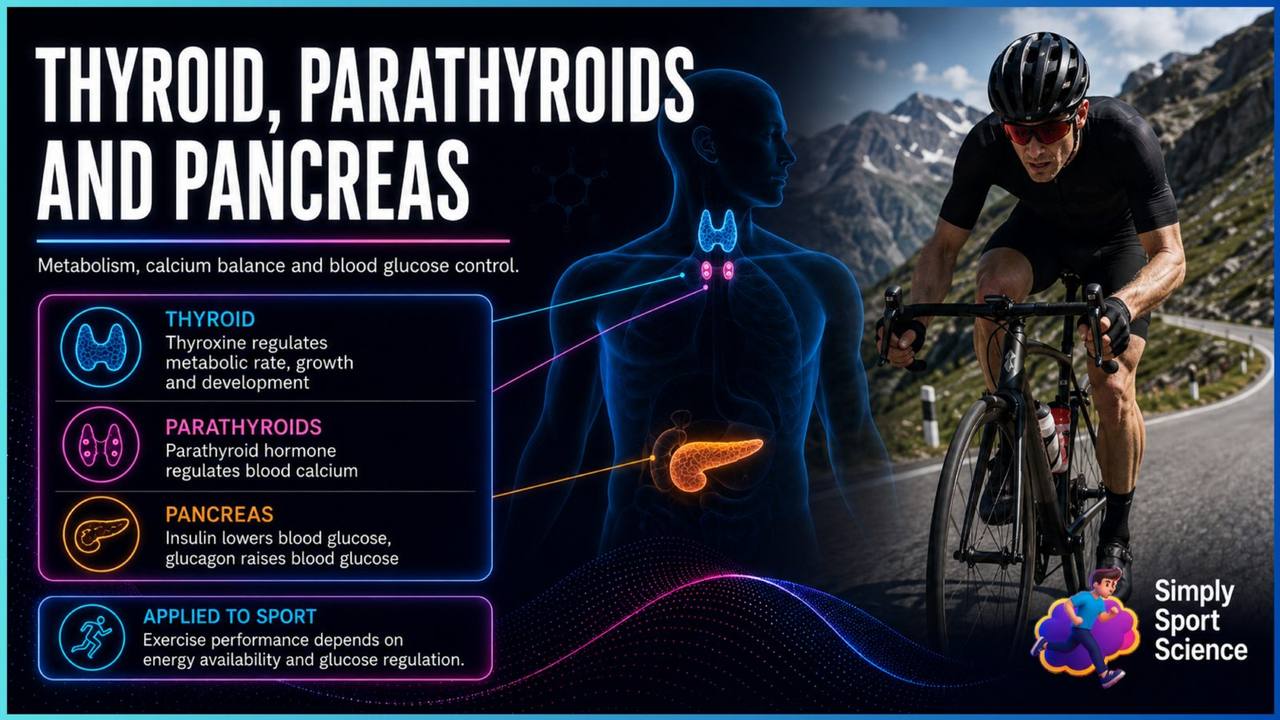 THYROID, PARATHYROIDS
AND PANCREAS
Metabolism, calcium balance and blood glucose control.
THYROID
Thyroxine regulates
metabolic rate, growth
and development
PARATHYROIDS
Parathyroid hormone
regulates blood calcium
PANCREAS
Insulin lowers blood glucose,
glucagon raises blood glucose
APPLIED TO SPORT
Exercise performance depends on
energy availability and glucose regulation.
Simply
Sport
Science